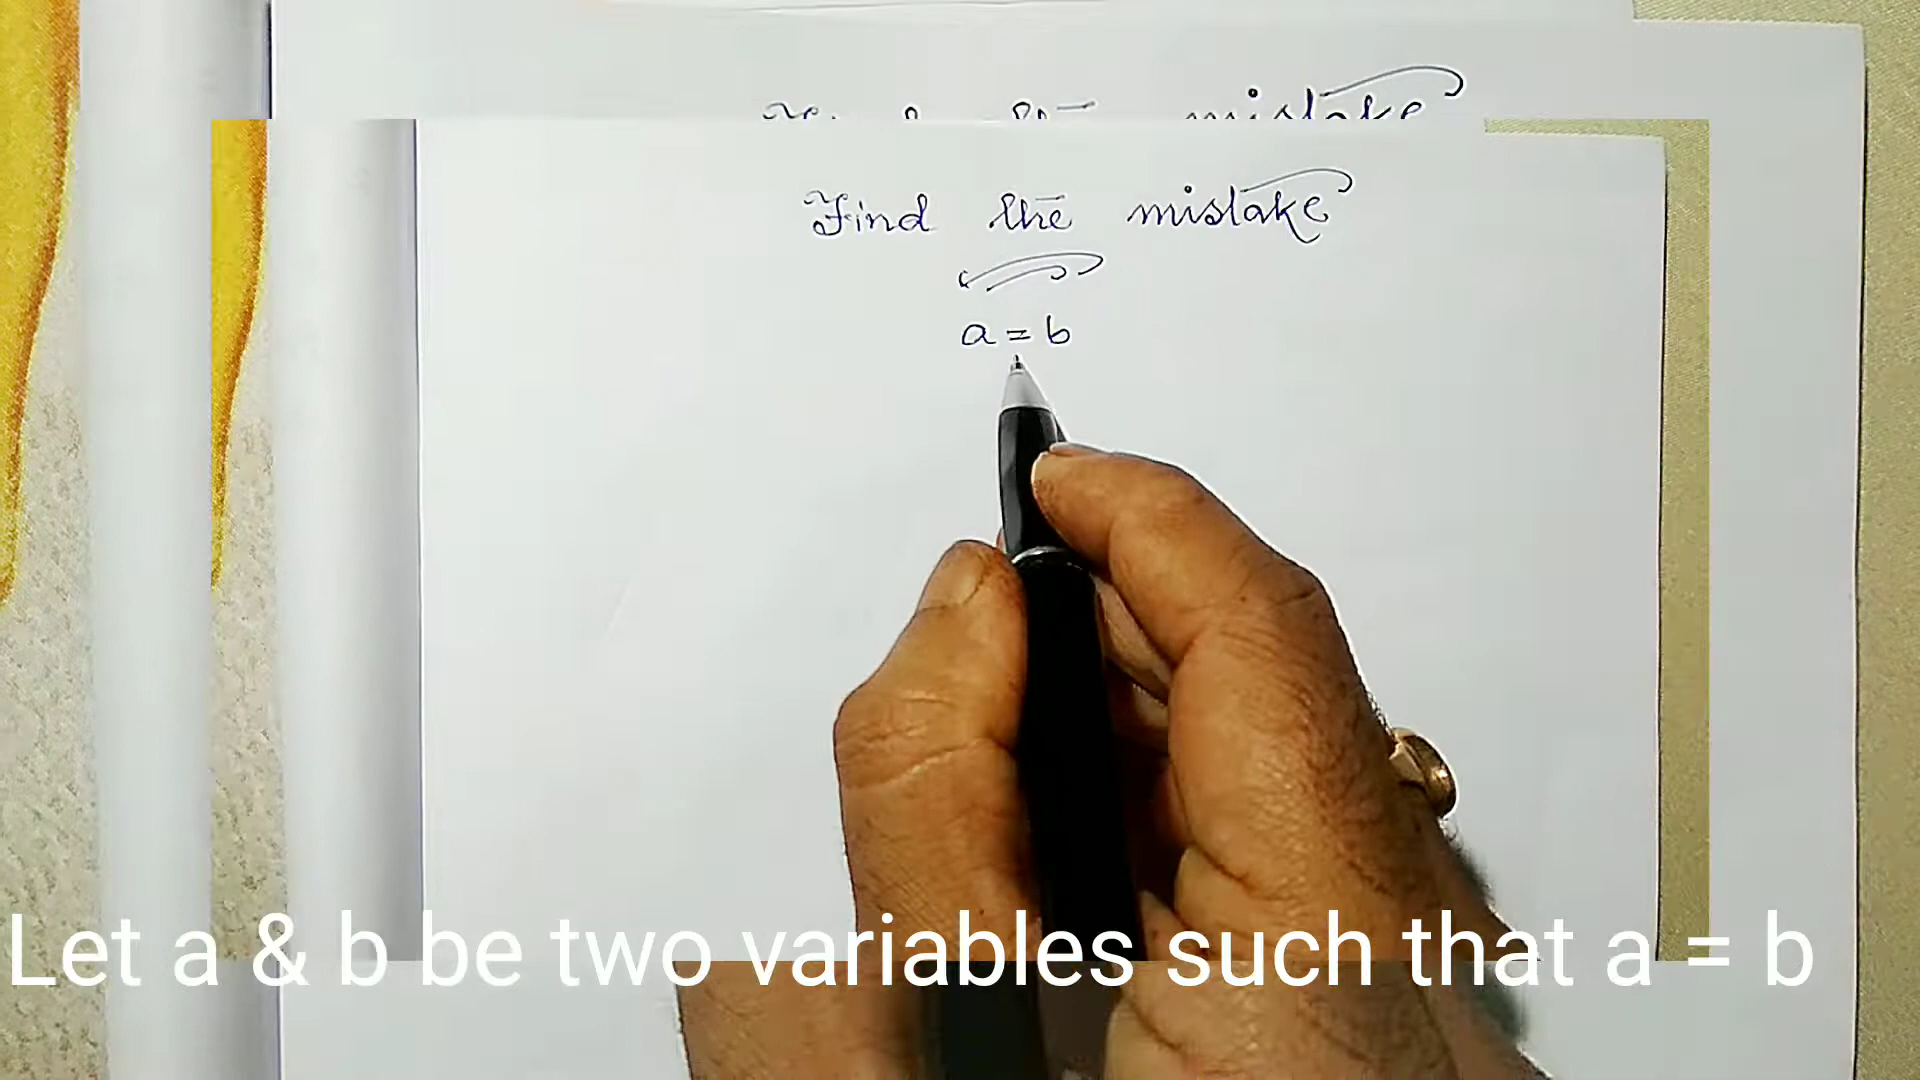 Find the mistake
a = b
Let a & b be two variables such that a = b